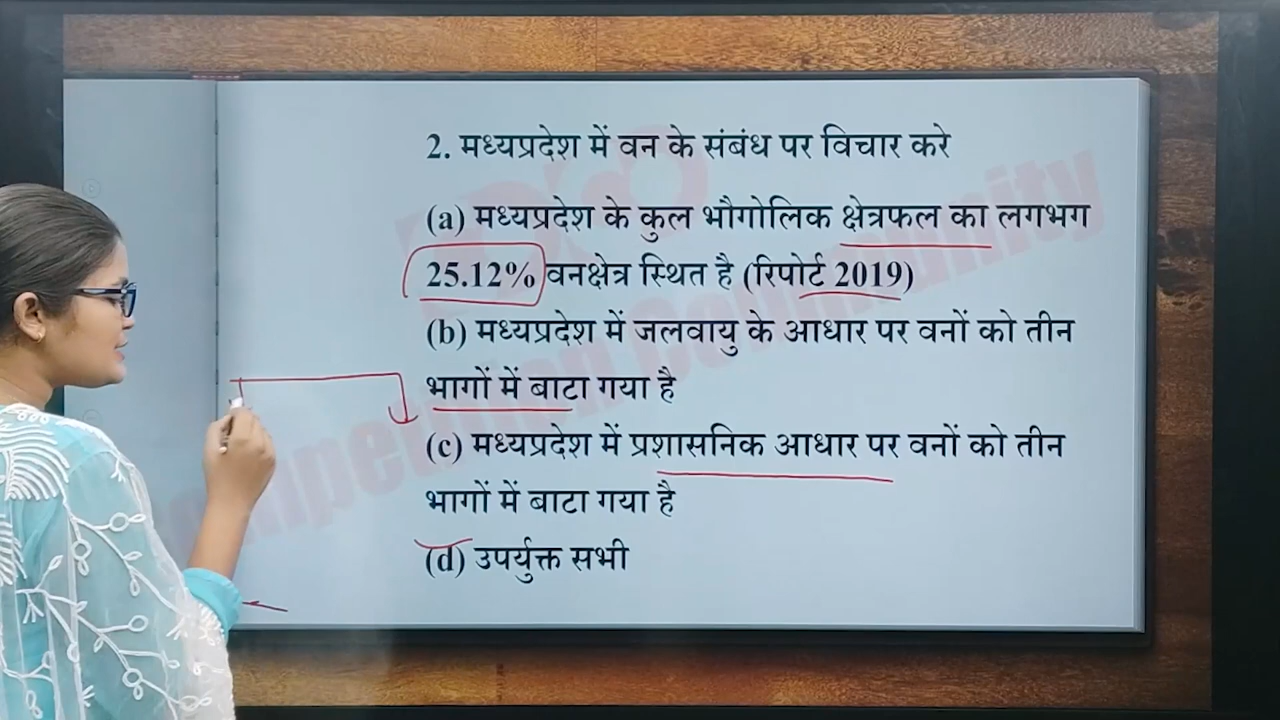 2. मध्यप्रदेश में वन के संबंध पर विचार करे
(a) मध्यप्रदेश के कुल भौगोलिक क्षेत्रफल का लगभग
25.12% वनक्षेत्र स्थित है (रिपोर्ट 2019)
(b) मध्यप्रदेश में जलवायु के आधार पर वनों को तीन
भागों में बाटा गया है
(c) मध्यप्रदेश में प्रशासनिक आधार पर वनों को तीन
भागों में बाटा गया है
(d) उपर्युक्त सभी